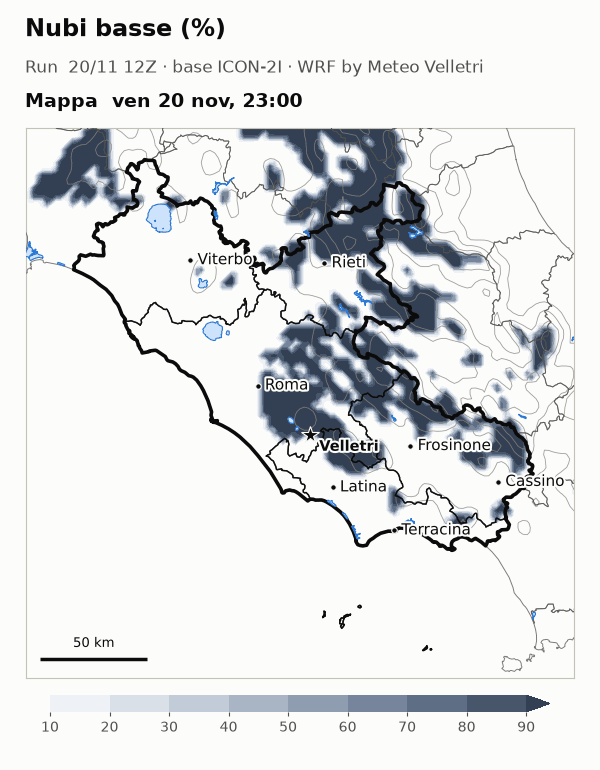 Nubi basse (%)
Run 20/11 12Z · base ICON-2I · WRF by Meteo Velletri
Mappa ven 20 nov, 23:00
Viterbo
Rieti
Roma
Velletri
Frosinone
Cassino
Latina
Terracina
50 km
10 20 30 40 50 60 70 80 90